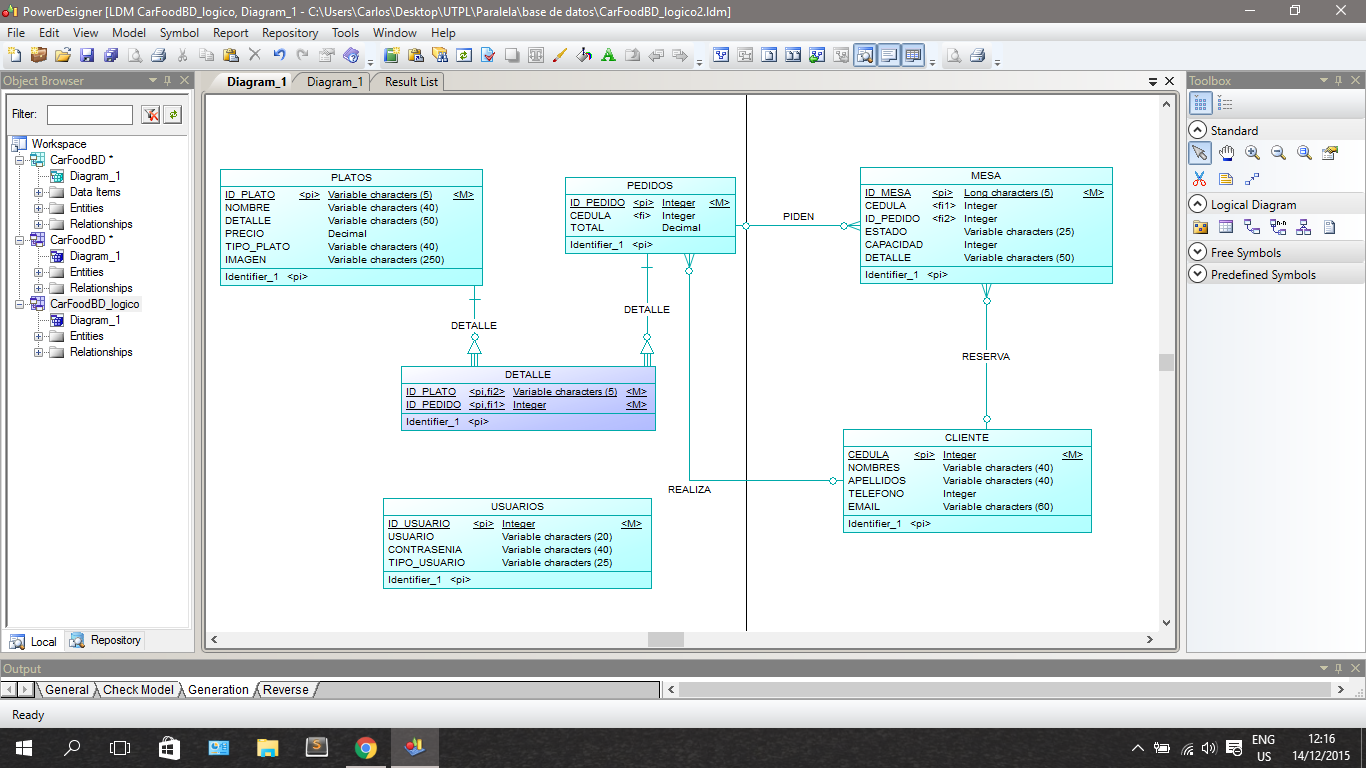 PowerDesigner [LDM CarFoodBD_logico, Diagram_1 - C:\Users\Carlos\Desktop\UTPL\Paralela\base de datos\CarFoodBD_logico2.ldm]
File Edit View Model Symbol Report Repository Tools Window Help
Object Browser
Filter:
Workspace
CarFoodBD *
Diagram_1
Data Items
Entities
Relationships
CarFoodBD *
Diagram_1
Entities
Relationships
CarFoodBD_logico
Diagram_1
Entities
Relationships
Local Repository
Diagram_1 Diagram_1 Result List
PLATOS
ID_PLATO <pi> Variable characters (5) <M>
NOMBRE Variable characters (40)
DETALLE Variable characters (50)
PRECIO Decimal
TIPO_PLATO Variable characters (40)
IMAGEN Variable characters (250)
Identifier_1 <pi>
PEDIDOS
ID_PEDIDO <pi> Integer <M>
CEDULA <fi> Integer
TOTAL Decimal
Identifier_1 <pi>
PIDEN
MESA
ID_MESA <pi> Long characters (5) <M>
CEDULA <fi1> Integer
ID_PEDIDO <fi2> Integer
ESTADO Variable characters (25)
CAPACIDAD Integer
DETALLE Variable characters (50)
Identifier_1 <pi>
DETALLE
DETALLE
RESERVA
DETALLE
ID_PLATO <pi,fi2> Variable characters (5) <M>
ID_PEDIDO <pi,fi1> Integer <M>
Identifier_1 <pi>
CLIENTE
CEDULA <pi> Integer <M>
NOMBRES Variable characters (40)
APELLIDOS Variable characters (40)
TELEFONO Integer
EMAIL Variable characters (60)
Identifier_1 <pi>
REALIZA
USUARIOS
ID_USUARIO <pi> Integer <M>
USUARIO Variable characters (20)
CONTRASENIA Variable characters (40)
TIPO_USUARIO Variable characters (25)
Identifier_1 <pi>
Toolbox
Standard
Logical Diagram
Free Symbols
Predefined Symbols
Output
General Check Model Generation Reverse
Ready
ENG
US
12:16
14/12/2015